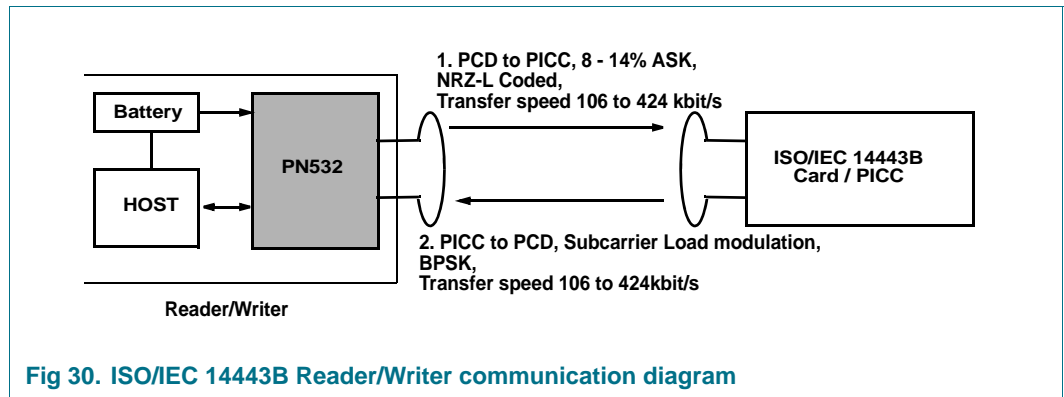 1. PCD to PICC, 8 - 14% ASK,
NRZ-L Coded,
Transfer speed 106 to 424 kbit/s
Battery
PN532
HOST
ISO/IEC 14443B
Card / PICC
2. PICC to PCD, Subcarrier Load modulation,
BPSK,
Transfer speed 106 to 424kbit/s
Reader/Writer
Fig 30. ISO/IEC 14443B Reader/Writer communication diagram